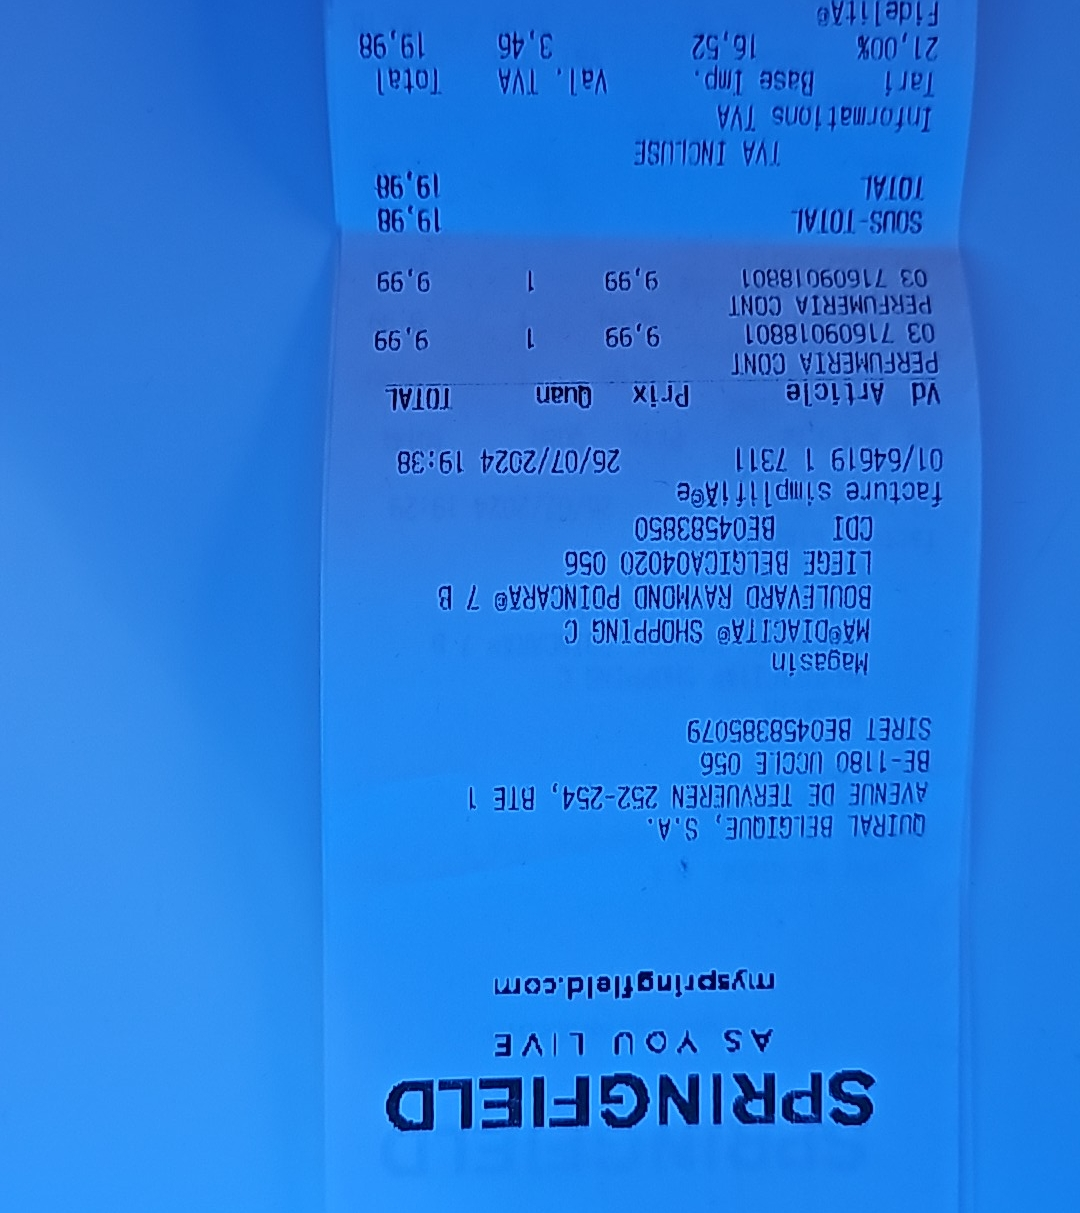 SPRINGFIELD
AS YOU LIVE
myspringfield.com
QUIRAL BELGIQUE, S.A.
AVENUE DE TERVUEREN 252-254, BTE 1
BE-1180 UCCLE 056
SIRET BE0458385079
Magasin
MÃ©DIACITÃ© SHOPPING C
BOULEVARD RAYMOND POINCARÃ© 7 B
LIEGE BELGICA04020 056
CDI BE04583850
facture simplifiÃ©e
01/64619 1 7311 26/07/2024 19:38
Vd Article Prix Quan TOTAL
PERFUMERIA CONT
03 71609018801 9,99 1 9,99
PERFUMERIA CONT
03 71609018801 9,99 1 9,99
SOUS-TOTAL 19,98
TOTAL 19,98
TVA INCLUSE
Informations TVA
Tarf Base Imp. Val. TVA Total
21,00% 16,52 3,46 19,98
FidelitÃ©